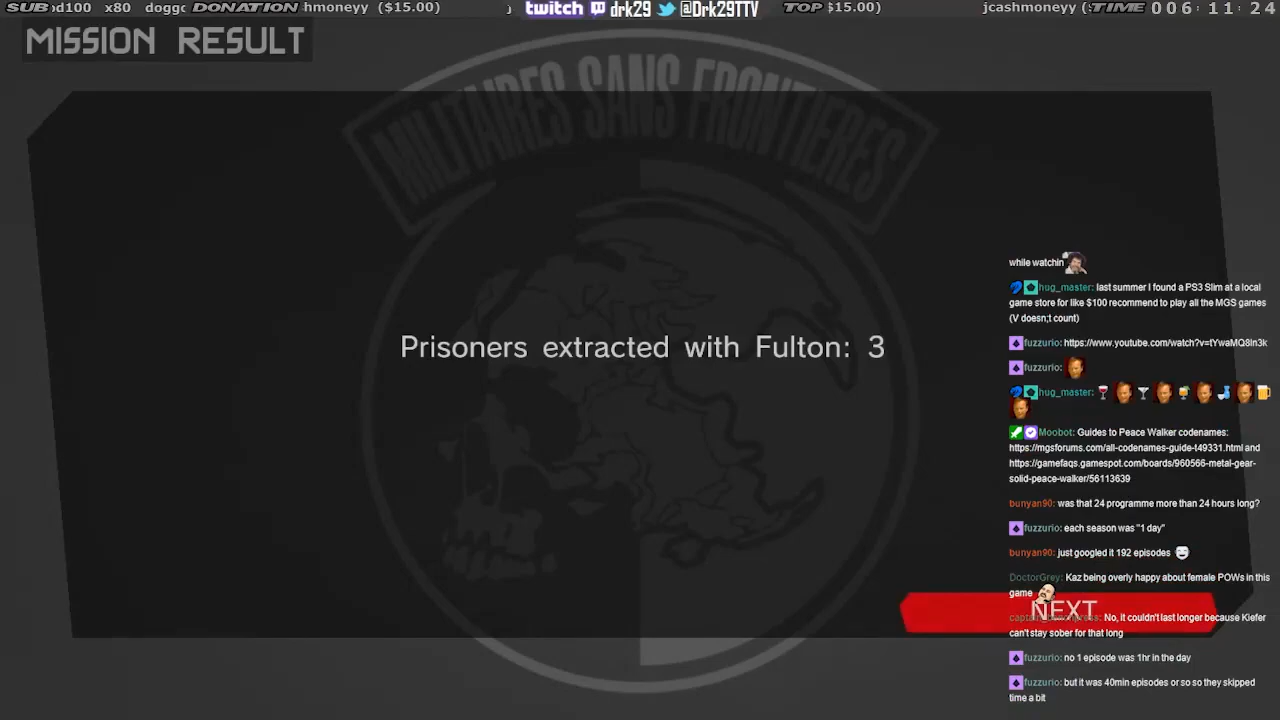 SUB d100 x80 doggc DONATION hmoneyy ($15.00) ) twitch drk29 @Drk29TTV TOP $15.00) jcashmoneyy ( TIME 006:11:24
MISSION RESULT
MILITAIRES SANS FRONTIERES
Prisoners extracted with Fulton: 3
while watchin
hug_master: last summer I found a PS3 Slim at a local
game store for like $100 recommend to play all the MGS games
(V doesn;t count)
fuzzurio: https://www.youtube.com/watch?v=tYwaMQ8ln3k
fuzzurio:
hug_master:
Moobot: Guides to Peace Walker codenames:
https://mgsforums.com/all-codenames-guide-t49331.html and
https://gamefaqs.gamespot.com/boards/960566-metal-gear-
solid-peace-walker/56113639
bunyan90: was that 24 programme more than 24 hours long?
fuzzurio: each season was "1 day"
bunyan90: just googled it 192 episodes
DoctorGrey: Kaz being overly happy about female POWs in this
game
NEXT
No, it couldn't last longer because Kiefer
can't stay sober for that long
fuzzurio: no 1 episode was 1hr in the day
fuzzurio: but it was 40min episodes or so so they skipped
time a bit